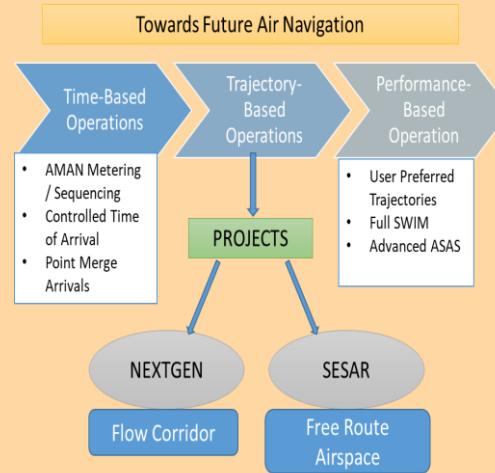 Towards Future Air Navigation
Time-Based
Operations
Trajectory-
Based
Operations
Performance-
Based
Operation
• AMAN Metering
/ Sequencing
• Controlled Time
of Arrival
• Point Merge
Arrivals
• User Preferred
Trajectories
• Full SWIM
• Advanced ASAS
PROJECTS
NEXTGEN
SESAR
Flow Corridor
Free Route
Airspace